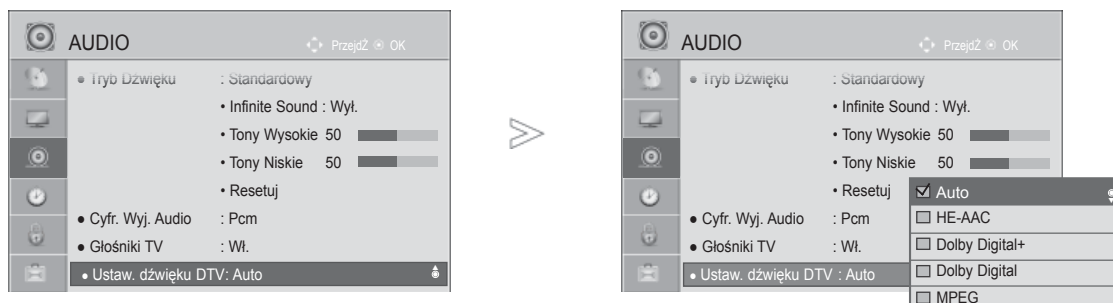 AUDIO
PrzejdŹ OK
• Tryb Dźwięku : Standardowy
• Infinite Sound : Wył.
• Tony Wysokie 50
• Tony Niskie 50
• Resetuj
• Cyfr. Wyj. Audio : Pcm
• Głośniki TV : Wł.
• Ustaw. dźwięku DTV: Auto
AUDIO
PrzejdŹ OK
• Tryb Dźwięku : Standardowy
• Infinite Sound : Wył.
• Tony Wysokie 50
• Tony Niskie 50
• Resetuj
• Cyfr. Wyj. Audio : Pcm
• Głośniki TV : Wł.
• Ustaw. dźwięku DTV : Auto
Auto
HE-AAC
Dolby Digital+
Dolby Digital
MPEG